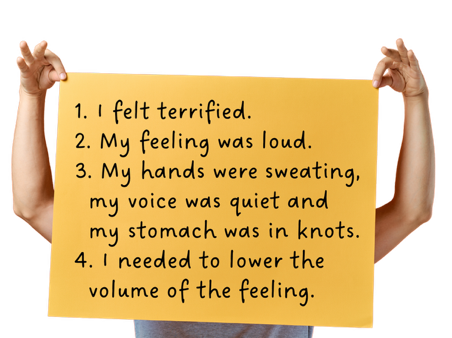 1. I felt terrified.
2. My feeling was loud.
3. My hands were sweating,
my voice was quiet and
my stomach was in knots.
4. I needed to lower the
volume of the feeling.